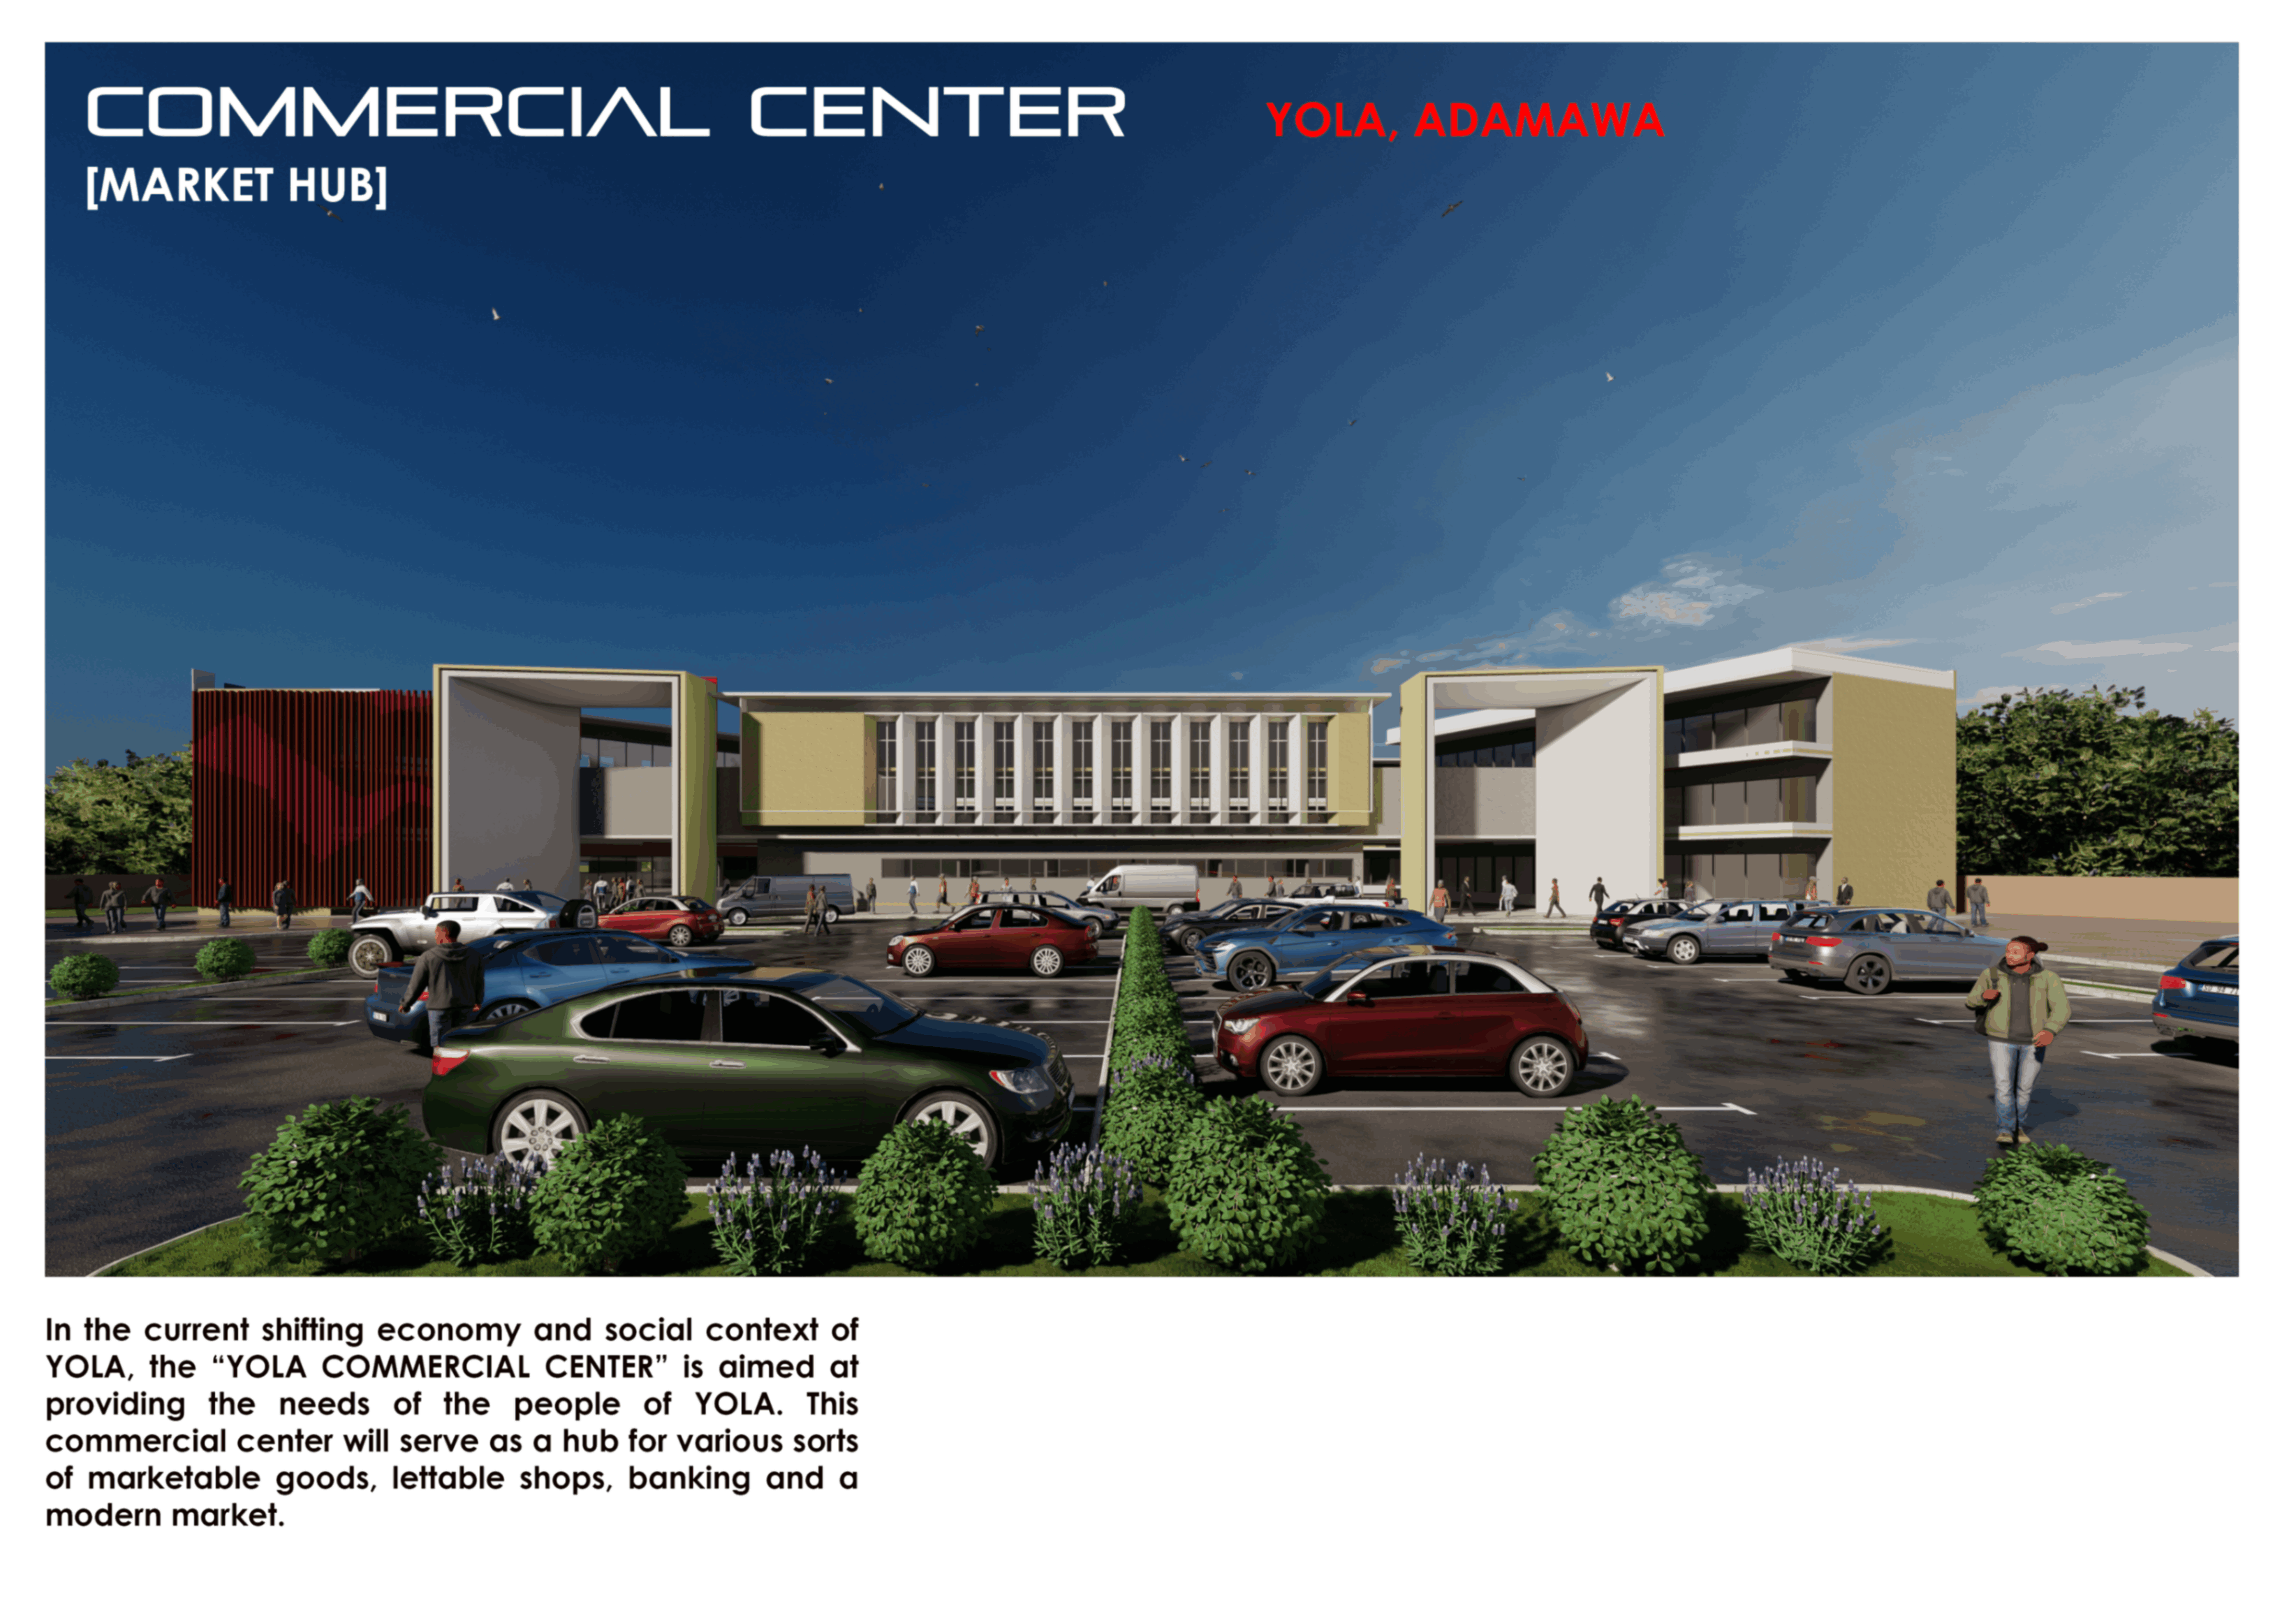 COMMERCIAL CENTER
YOLA, ADAMAWA
[MARKET HUB]
In the current shifting economy and social context of
YOLA, the “YOLA COMMERCIAL CENTER” is aimed at
providing the needs of the people of YOLA. This
commercial center will serve as a hub for various sorts
of marketable goods, lettable shops, banking and a
modern market.